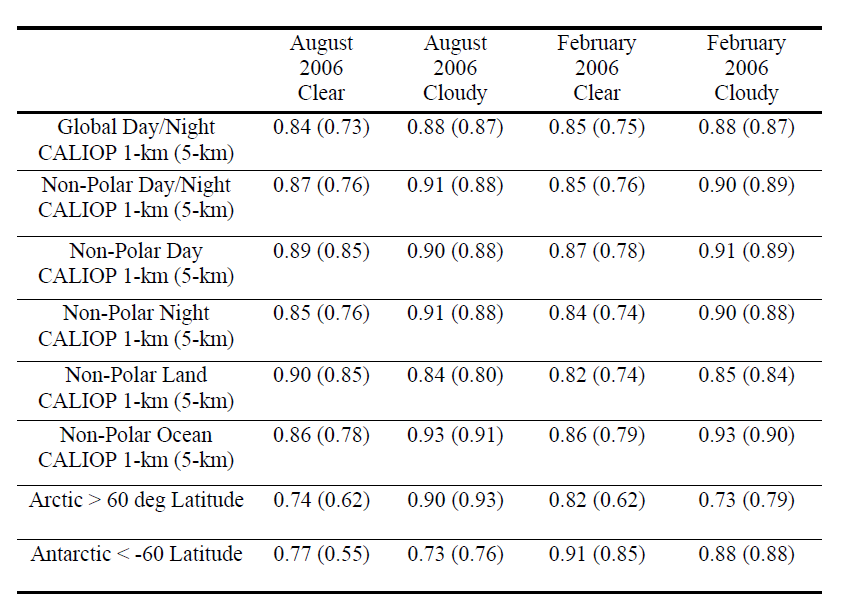 August August February February
2006 2006 2006 2006
Clear Cloudy Clear Cloudy
Global Day/Night 0.84 (0.73) 0.88 (0.87) 0.85 (0.75) 0.88 (0.87)
CALIOP 1-km (5-km)
Non-Polar Day/Night 0.87 (0.76) 0.91 (0.88) 0.85 (0.76) 0.90 (0.89)
CALIOP 1-km (5-km)
Non-Polar Day 0.89 (0.85) 0.90 (0.88) 0.87 (0.78) 0.91 (0.89)
CALIOP 1-km (5-km)
Non-Polar Night 0.85 (0.76) 0.91 (0.88) 0.84 (0.74) 0.90 (0.88)
CALIOP 1-km (5-km)
Non-Polar Land 0.90 (0.85) 0.84 (0.80) 0.82 (0.74) 0.85 (0.84)
CALIOP 1-km (5-km)
Non-Polar Ocean 0.86 (0.78) 0.93 (0.91) 0.86 (0.79) 0.93 (0.90)
CALIOP 1-km (5-km)
Arctic > 60 deg Latitude 0.74 (0.62) 0.90 (0.93) 0.82 (0.62) 0.73 (0.79)
Antarctic < -60 Latitude 0.77 (0.55) 0.73 (0.76) 0.91 (0.85) 0.88 (0.88)